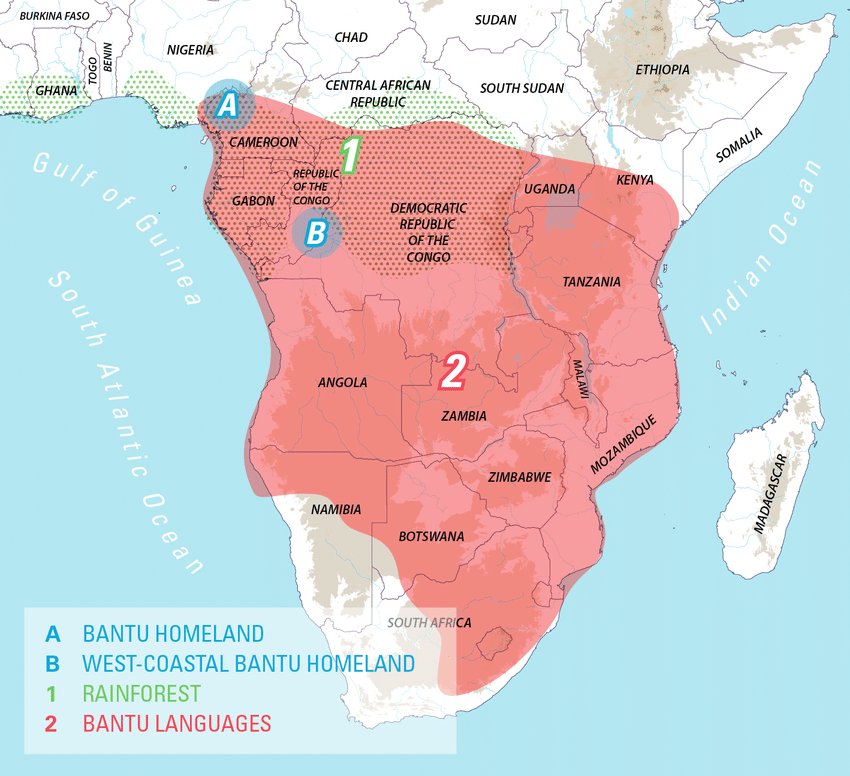 BURKINA FASO
GHANA
TOGO
BENIN
NIGERIA
CHAD
SUDAN
CENTRAL AFRICAN
REPUBLIC
SOUTH SUDAN
ETHIOPIA
SOMALIA
A
CAMEROON
1
REPUBLIC
OF THE
CONGO
GABON
B
DEMOCRATIC
REPUBLIC
OF THE
CONGO
UGANDA
KENYA
TANZANIA
Gulf of Guinea
South Atlantic Ocean
Indian Ocean
2
ANGOLA
ZAMBIA
MALAWI
MOZAMBIQUE
ZIMBABWE
NAMIBIA
BOTSWANA
MADAGASCAR
SOUTH AFRICA
A BANTU HOMELAND
B WEST-COASTAL BANTU HOMELAND
1 RAINFOREST
2 BANTU LANGUAGES